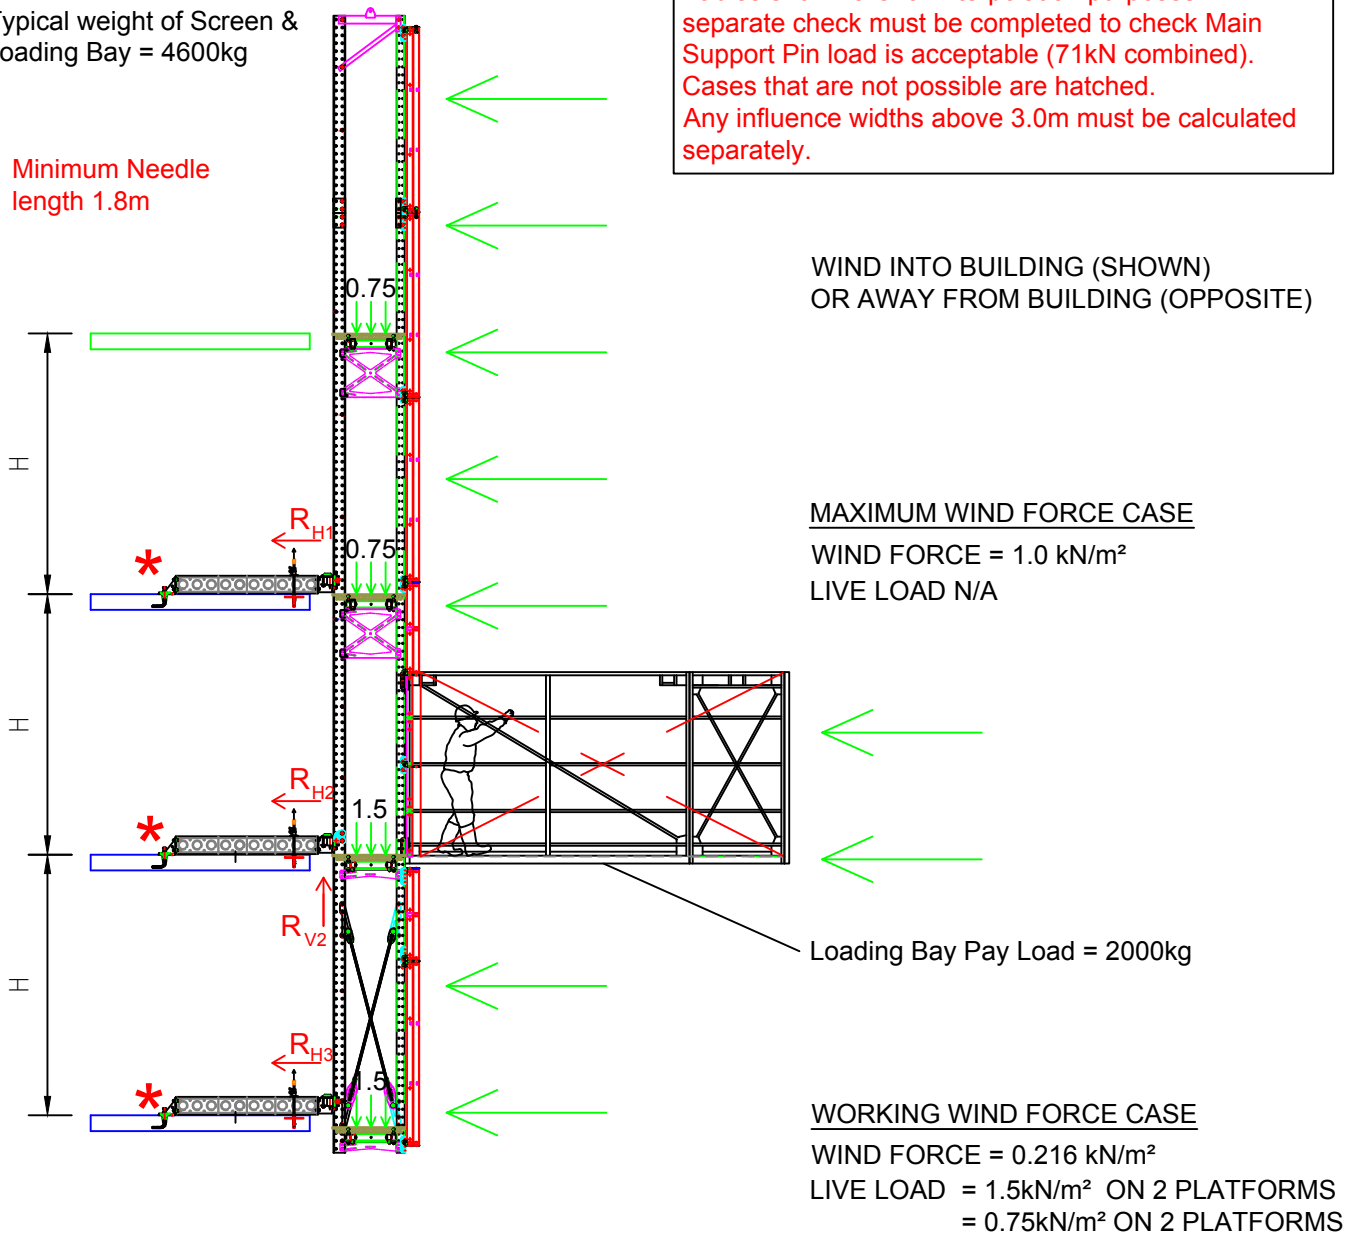 ypical weight of Screen &
oading Bay = 4600kg
separate check must be completed to check Main
Support Pin load is acceptable (71kN combined).
Cases that are not possible are hatched.
Any influence widths above 3.0m must be calculated
separately.
Minimum Needle
length 1.8m
WIND INTO BUILDING (SHOWN)
OR AWAY FROM BUILDING (OPPOSITE)
0.75
H
MAXIMUM WIND FORCE CASE
WIND FORCE = 1.0 kN/m²
LIVE LOAD N/A
RH1
*
0.75
H
RH2
*
1.5
RV2
Loading Bay Pay Load = 2000kg
H
RH3
*
1.5
WORKING WIND FORCE CASE
WIND FORCE = 0.216 kN/m²
LIVE LOAD = 1.5kN/m² ON 2 PLATFORMS
= 0.75kN/m² ON 2 PLATFORMS